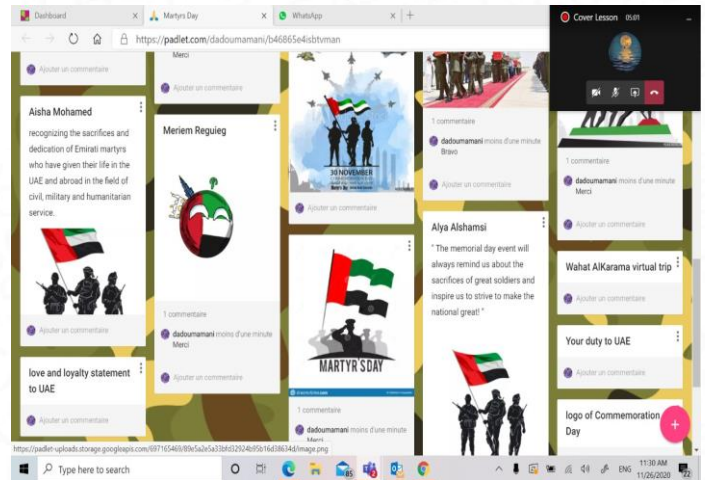 Dashboard
Martyrs Day
WhatsApp
https://padlet.com/dadoumamani/b46865e4isbtvman
Cover Lesson 05:01
Ajouter un commentaire
Aisha Mohamed
recognizing the sacrifices and
dedication of Emirati martyrs
who have given their life in the
UAE and abroad in the field of
civil, military and humanitarian
service.
Ajouter un commentaire
love and loyalty statement
to UAE
Ajouter un commentaire
Merci
Ajouter un commentaire
Meriem Reguieg
1 commentaire
dadoumamani moins d'une minute
Merci
Ajouter un commentaire
30 NOVEMBER
Ajouter un commentaire
MARTYR'S DAY
1 commentaire
dadoumamani moins d'une minute
Merci
1 commentaire
dadoumamani moins d'une minute
Bravo
Ajouter un commentaire
Alya Alshamsi
" The memorial day event will
always remind us about the
sacrifices of great soldiers and
inspire us to strive to make the
national great! "
1 commentaire
dadoumamani moins d'une minute
Merci
Ajouter un commentaire
Wahat AlKarama virtual trip
Ajouter un commentaire
Your duty to UAE
Ajouter un commentaire
logo of Commemoration
Day
Type here to search
ENG
11:30 AM
11/26/2020